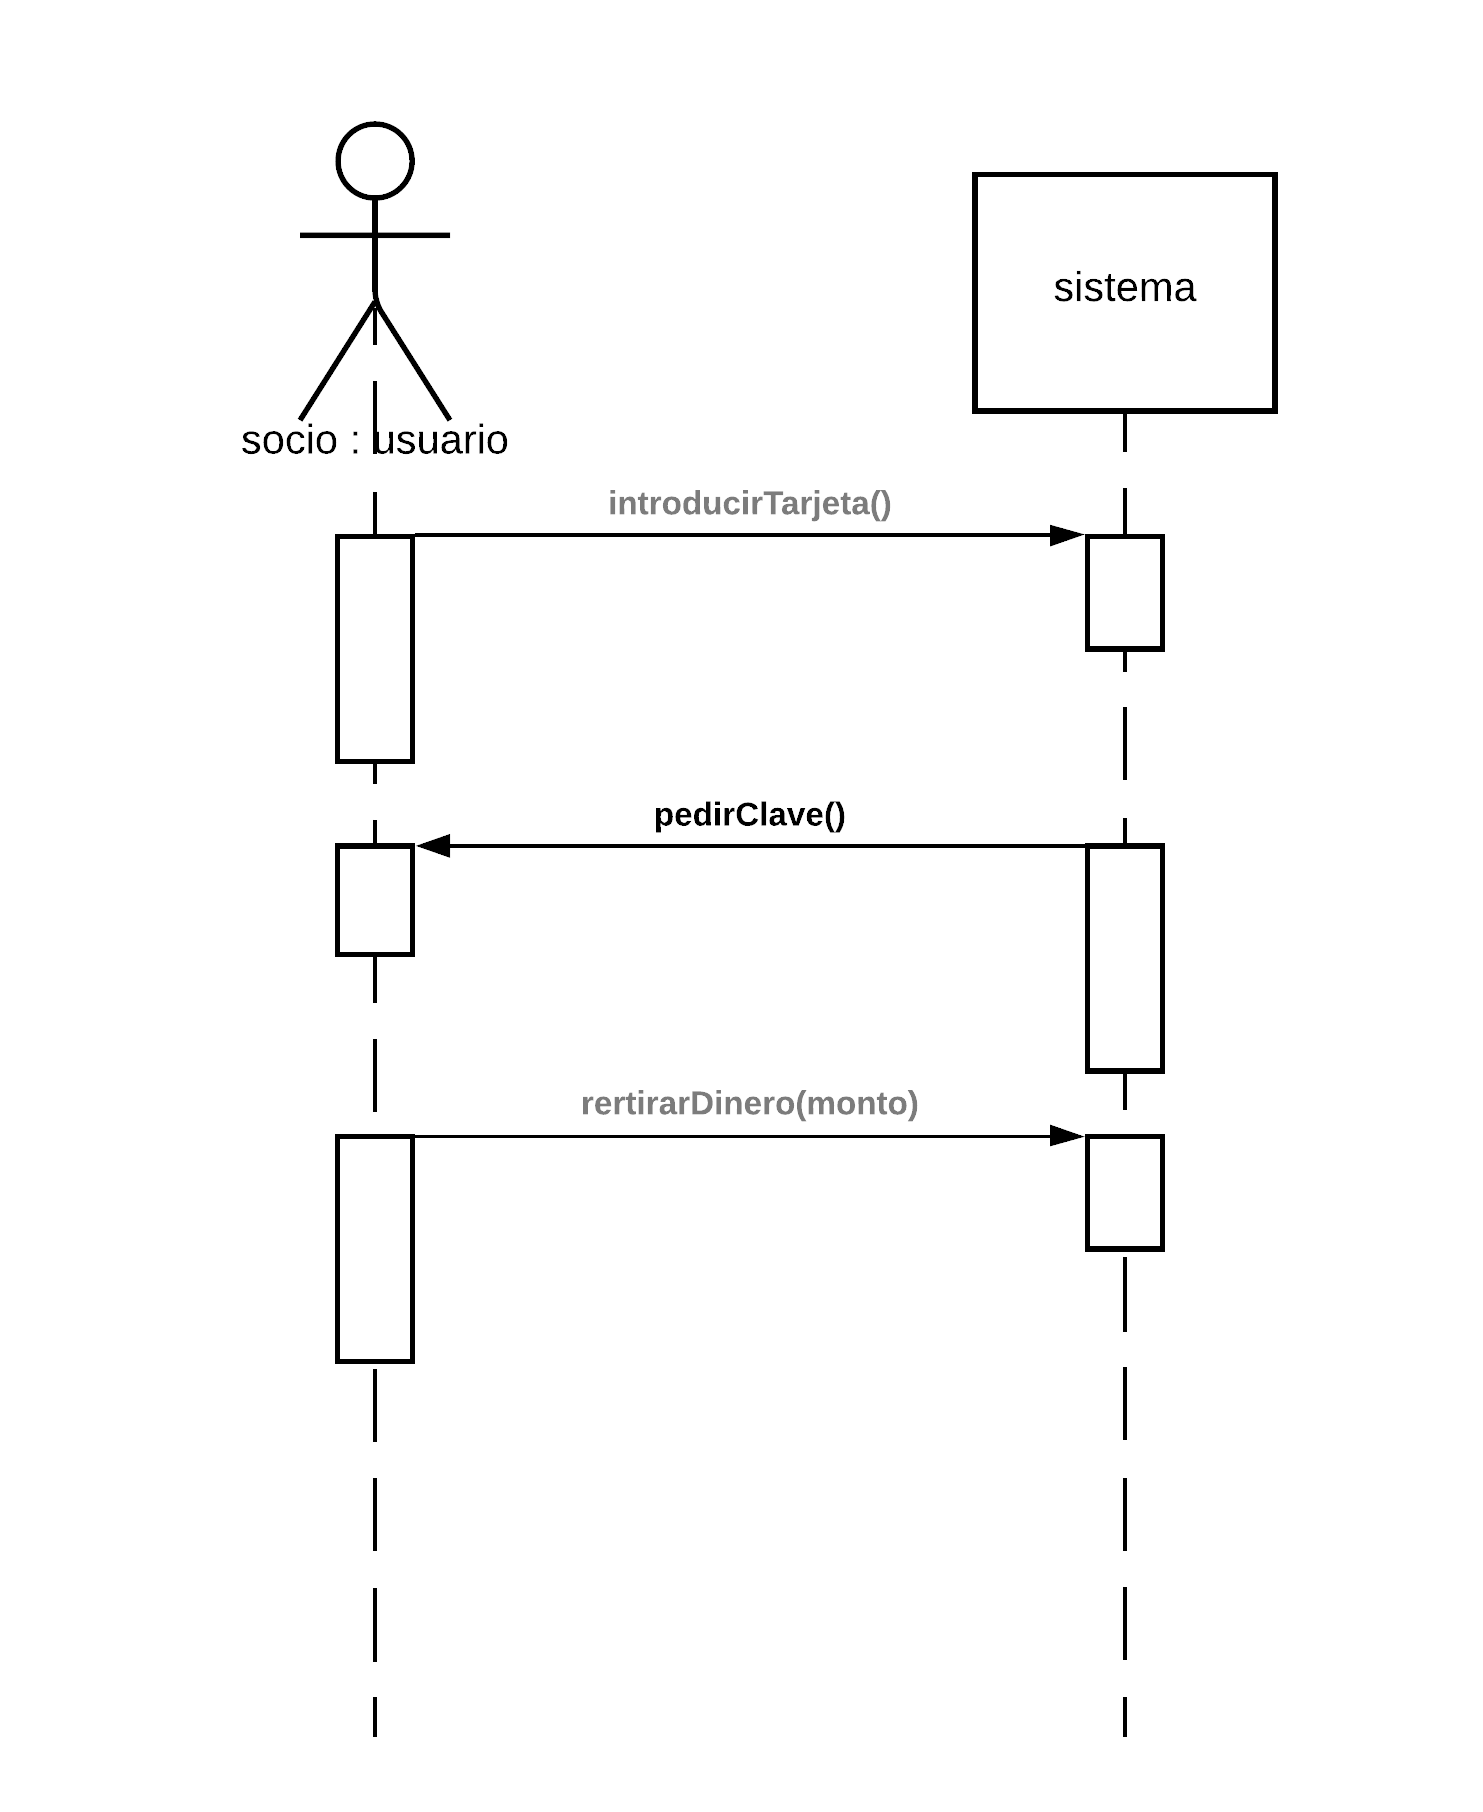 sistema
socio : usuario
introducirTarjeta()
pedirClave()
rertirarDinero(monto)